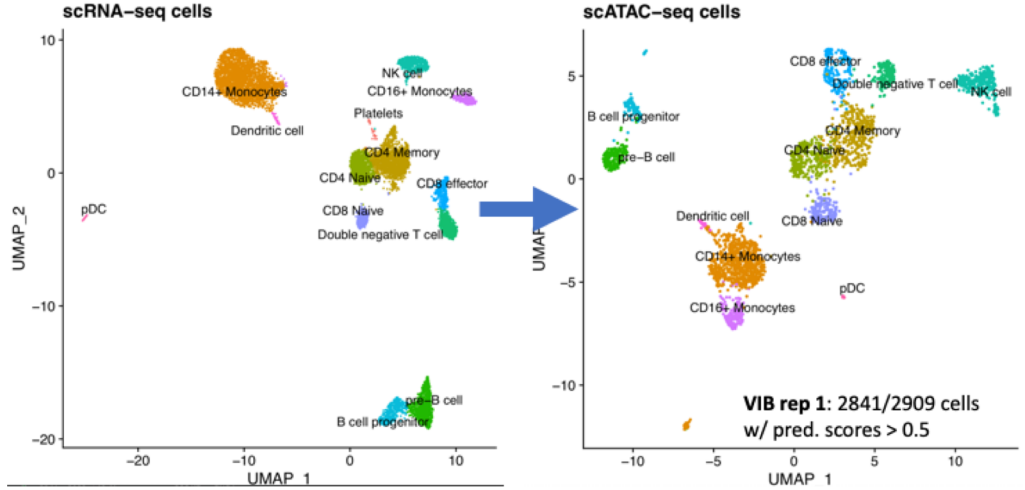 scRNA−seq cells
10
0
−10
−20
UMAP_2
−20
−10
0
10
UMAP_1
CD14+ Monocytes
Dendritic cell
NK cell
CD16+ Monocytes
Platelets
CD4 Memory
CD4 Naive
CD8 effector
CD8 Naive
Double negative T cell
pDC
pre−B cell
B cell progenitor
scATAC−seq cells
5
0
−5
−10
UMAP
−10
−5
0
5
10
UMAP_1
CD8 effector
Double negative T cell
NK cell
B cell progenitor
CD4 Memory
CD4 Naive
pre−B cell
CD8 Naive
Dendritic cell
CD14+ Monocytes
pDC
CD16+ Monocytes
VIB rep 1: 2841/2909 cells
w/ pred. scores > 0.5